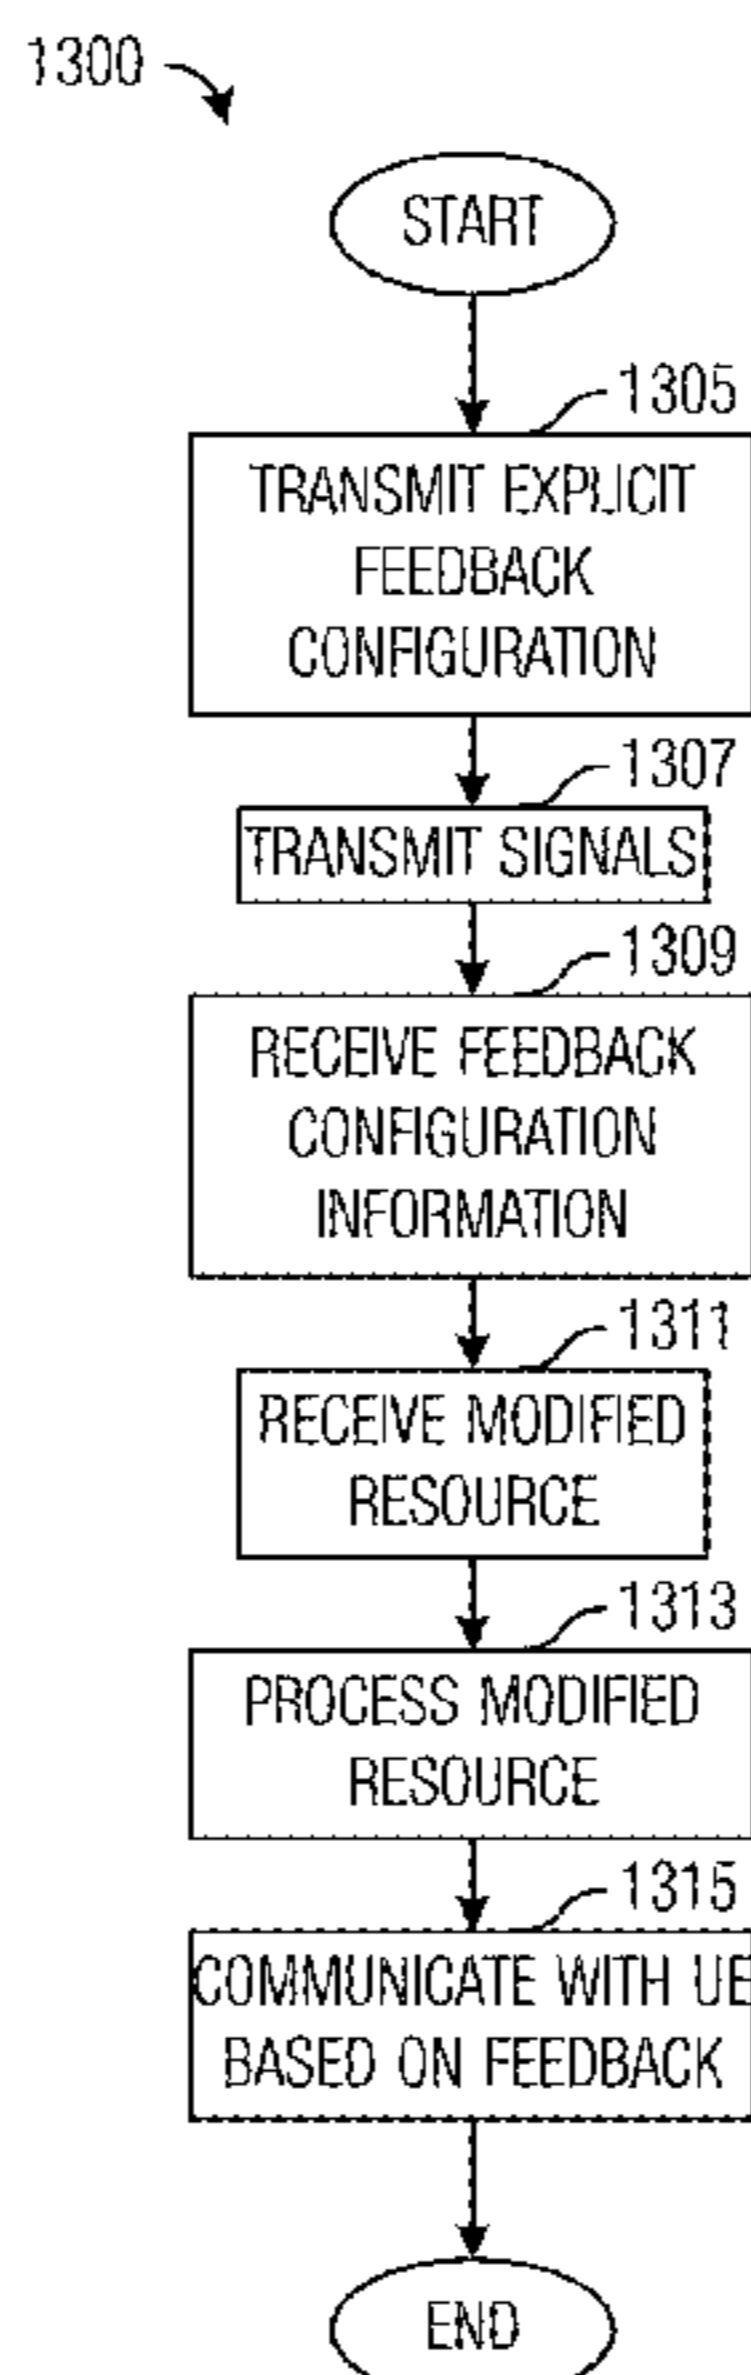 1300
START
1305
TRANSMIT EXPLICIT
FEEDBACK
CONFIGURATION
1307
TRANSMIT SIGNALS
1309
RECEIVE FEEDBACK
CONFIGURATION
INFORMATION
1311
RECEIVE MODIFIED
RESOURCE
1313
PROCESS MODIFIED
RESOURCE
1315
COMMUNICATE WITH UE
BASED ON FEEDBACK
END